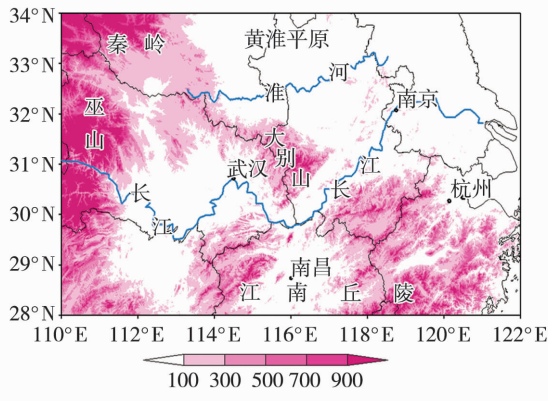 34°N
33°N
32°N
31°N
30°N
29°N
28°N
秦岭
黄淮平原
淮河
巫山
大别山
南京
武汉
长江
长江
杭州
南昌
江南丘陵
110°E 112°E 114°E 116°E 118°E 120°E 122°E
100 300 500 700 900